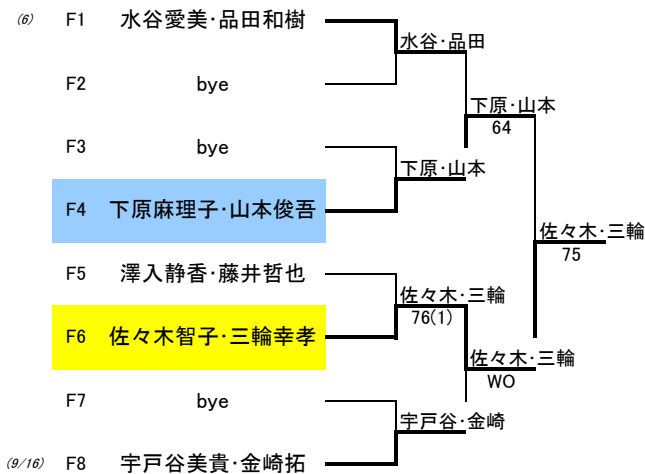 (6) F1 水谷愛美・品田和樹
水谷・品田
F2 bye
下原・山本
64
F3 bye
下原・山本
F4 下原麻理子・山本俊吾
佐々木・三輪
75
F5 澤入静香・藤井哲也
佐々木・三輪
76(1)
F6 佐々木智子・三輪幸孝
佐々木・三輪
WO
F7 bye
宇戸谷・金崎
(9/16) F8 宇戸谷美貴・金崎拓